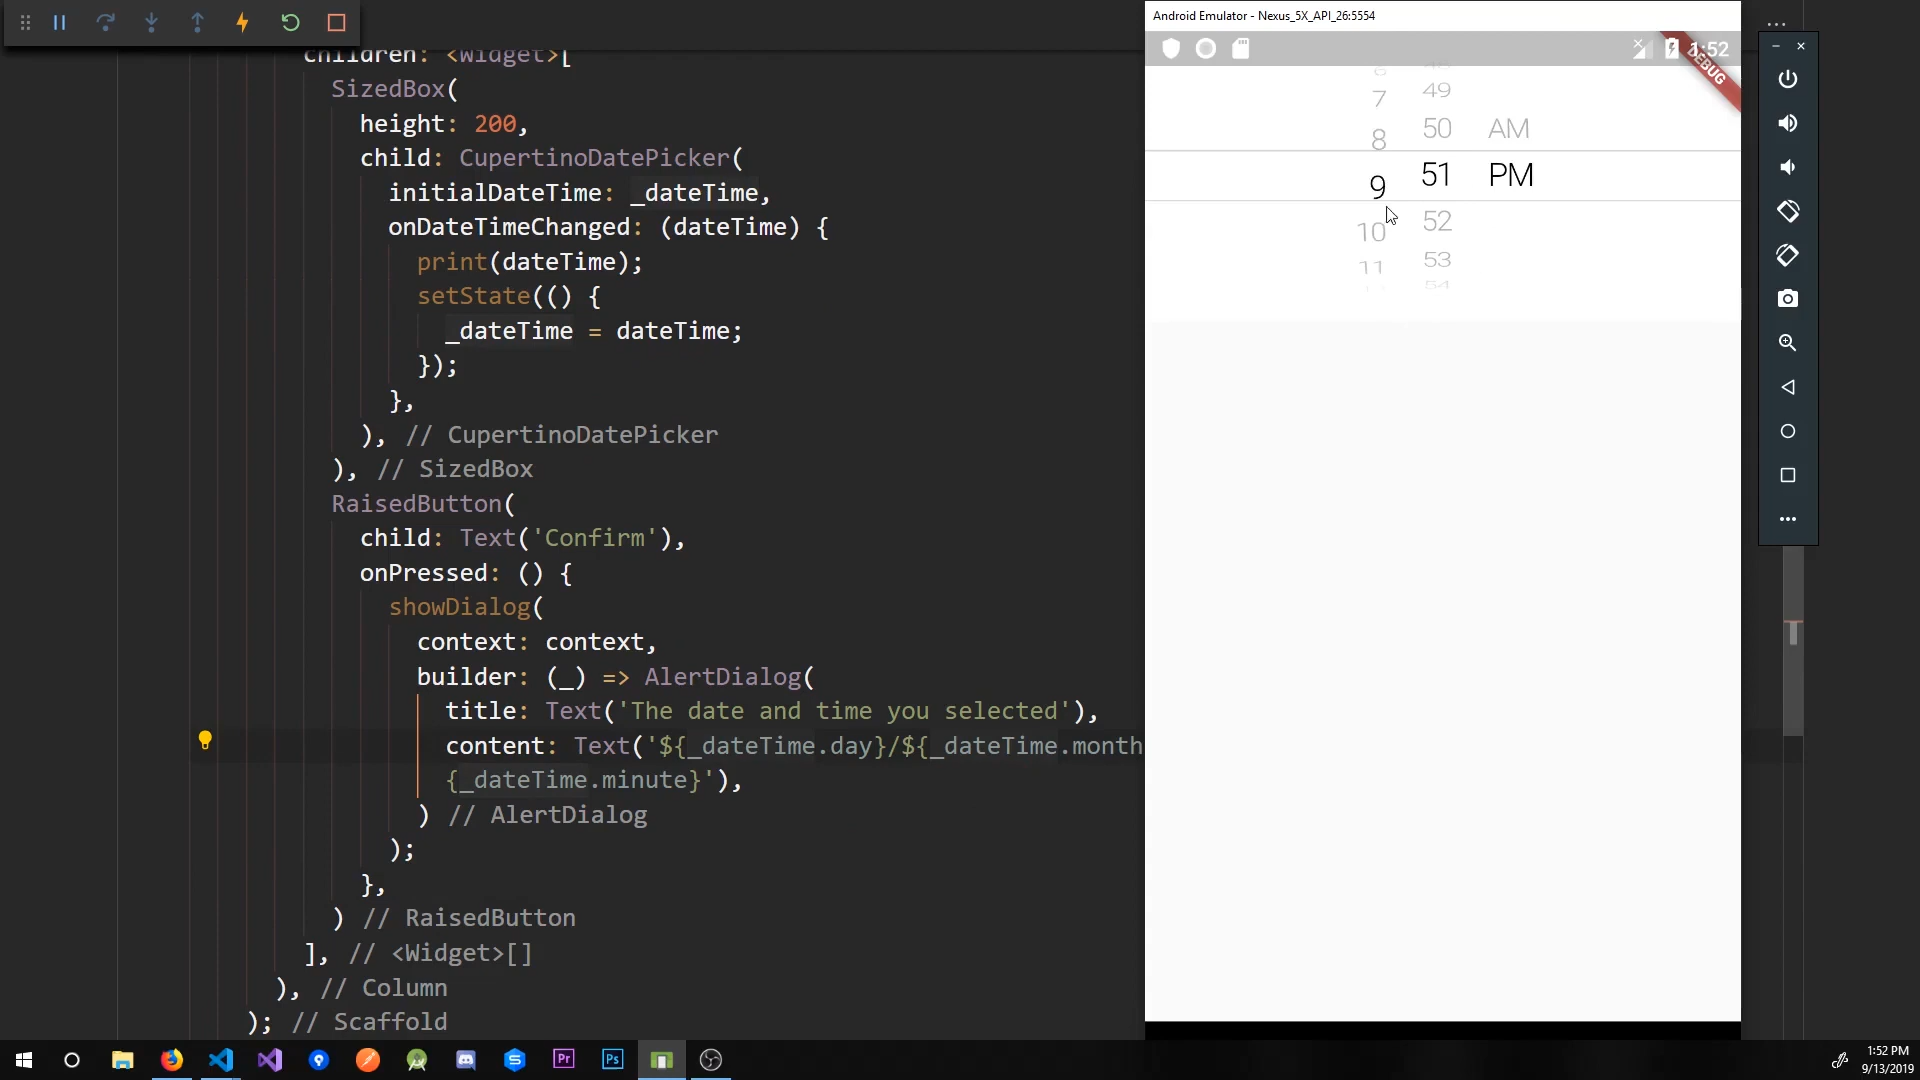 Android Emulator - Nexus_5X_API_26:5554
1:52
DEBUG
children: <Widget>[
SizedBox(
height: 200,
child: CupertinoDatePicker(
initialDateTime: _dateTime,
onDateTimeChanged: (dateTime) {
print(dateTime);
setState(() {
_dateTime = dateTime;
});
},
), // CupertinoDatePicker
), // SizedBox
RaisedButton(
child: Text('Confirm'),
onPressed: () {
showDialog(
context: context,
builder: (_) => AlertDialog(
title: Text('The date and time you selected'),
content: Text('${_dateTime.day}/${_dateTime.month
{_dateTime.minute}'),
) // AlertDialog
);
},
) // RaisedButton
], // <Widget>[]
), // Column
); // Scaffold
7 49
8 50 AM
9 51 PM
10 52
11 53
54
Pr
Ps
1:52 PM
9/13/2019